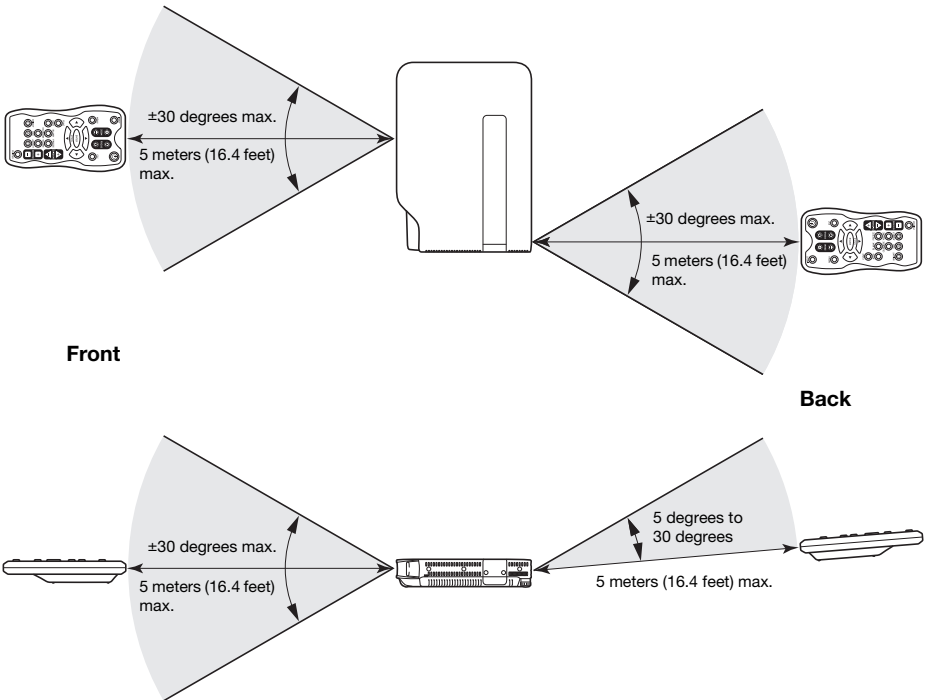 ±30 degrees max.
5 meters (16.4 feet)
max.
±30 degrees max.
5 meters (16.4 feet)
max.
Front
Back
±30 degrees max.
5 meters (16.4 feet)
max.
5 degrees to
30 degrees
5 meters (16.4 feet) max.